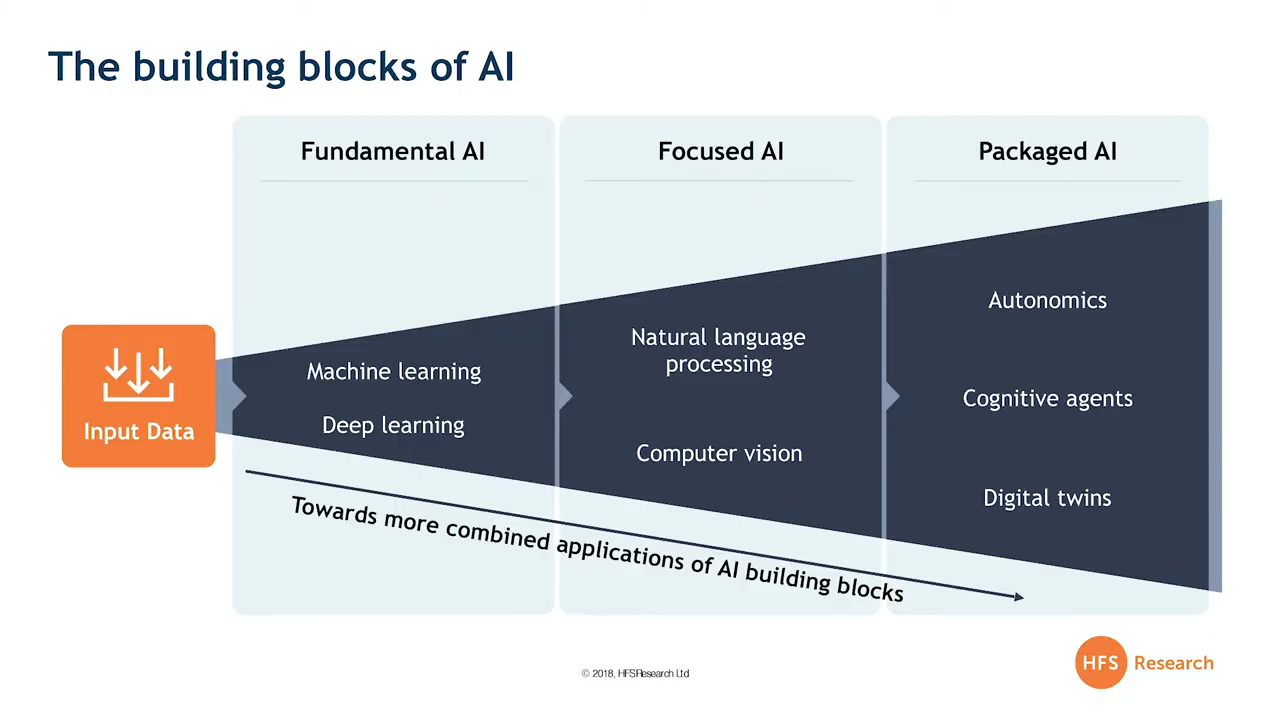 The building blocks of AI
Fundamental AI
Focused AI
Packaged AI
Input Data
Machine learning
Deep learning
Natural language
processing
Computer vision
Autonomics
Cognitive agents
Digital twins
Towards more combined applications of AI building blocks
© 2018, HFS Research Ltd
HFS Research